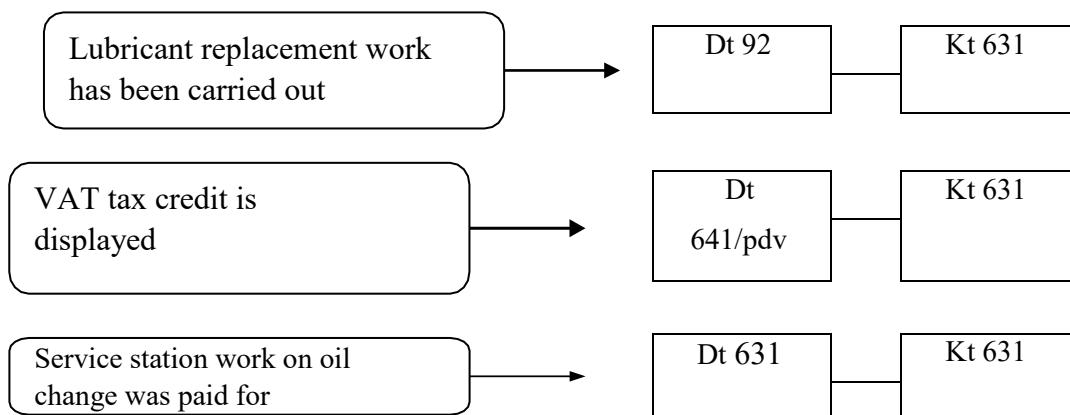 Lubricant replacement work
has been carried out
Dt 92
Kt 631
VAT tax credit is
displayed
Dt
641/pdv
Kt 631
Service station work on oil
change was paid for
Dt 631
Kt 631